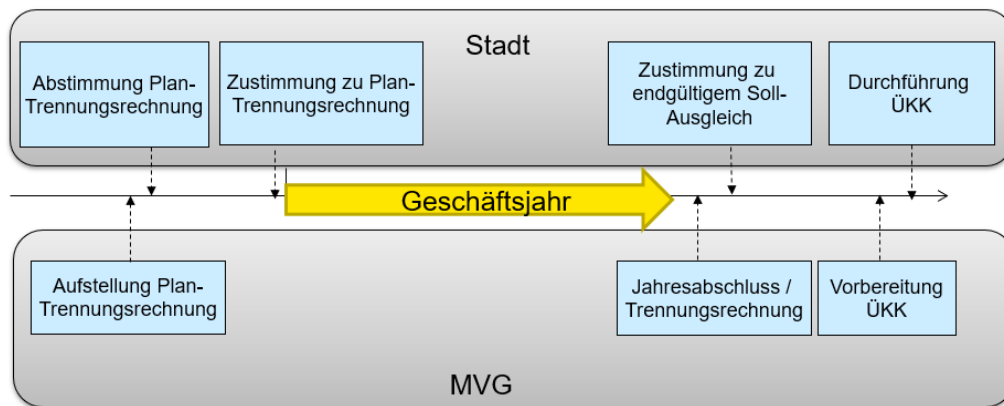 Stadt
Abstimmung Plan-
Trennungsrechnung
Zustimmung zu Plan-
Trennungsrechnung
Zustimmung zu
endgültigem Soll-
Ausgleich
Durchführung
ÜKK
Geschäftsjahr
Aufstellung Plan-
Trennungsrechnung
Jahresabschluss /
Trennungsrechnung
Vorbereitung
ÜKK
MVG